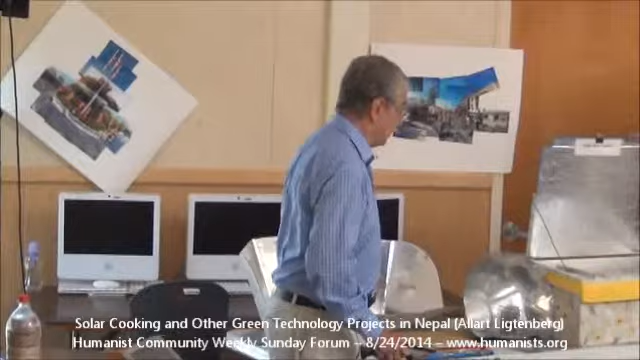 Solar Cooking and Other Green Technology Projects in Nepal (Allart Ligtenberg)
Humanist Community Weekly Sunday Forum -- 8/24/2014 -- www.humanists.org